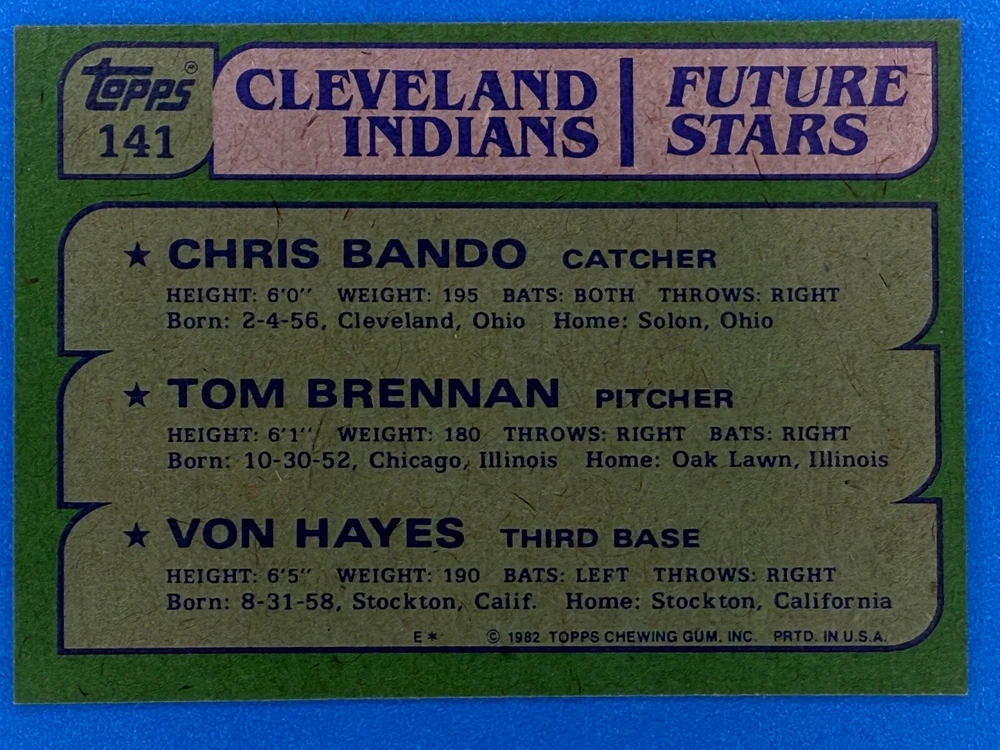 topps®
141
CLEVELAND INDIANS | FUTURE STARS
★ CHRIS BANDO CATCHER
HEIGHT: 6'0" WEIGHT: 195 BATS: BOTH THROWS: RIGHT
Born: 2-4-56, Cleveland, Ohio Home: Solon, Ohio
★ TOM BRENNAN PITCHER
HEIGHT: 6'1" WEIGHT: 180 THROWS: RIGHT BATS: RIGHT
Born: 10-30-52, Chicago, Illinois Home: Oak Lawn, Illinois
★ VON HAYES THIRD BASE
HEIGHT: 6'5" WEIGHT: 190 BATS: LEFT THROWS: RIGHT
Born: 8-31-58, Stockton, Calif. Home: Stockton, California
E* © 1982 TOPPS CHEWING GUM, INC. PRTD. IN U.S.A.